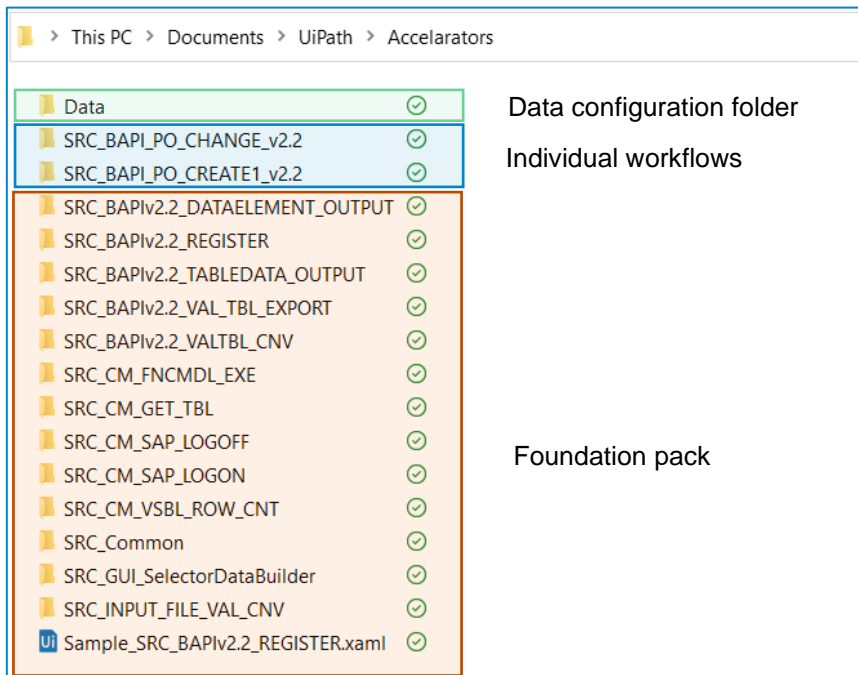 > This PC > Documents > UiPath > Accelarators
Data
Data configuration folder
SRC_BAPI_PO_CHANGE_v2.2
Individual workflows
SRC_BAPI_PO_CREATE1_v2.2
SRC_BAPIv2.2_DATAELEMENT_OUTPUT
SRC_BAPIv2.2_REGISTER
SRC_BAPIv2.2_TABLEDATA_OUTPUT
SRC_BAPIv2.2_VAL_TBL_EXPORT
SRC_BAPIv2.2_VALTBL_CNV
SRC_CM_FNCMDL_EXE
SRC_CM_GET_TBL
SRC_CM_SAP_LOGOFF
Foundation pack
SRC_CM_SAP_LOGON
SRC_CM_VSBL_ROW_CNT
SRC_Common
SRC_GUI_SelectorDataBuilder
SRC_INPUT_FILE_VAL_CNV
Ui Sample_SRC_BAPIv2.2_REGISTER.xaml